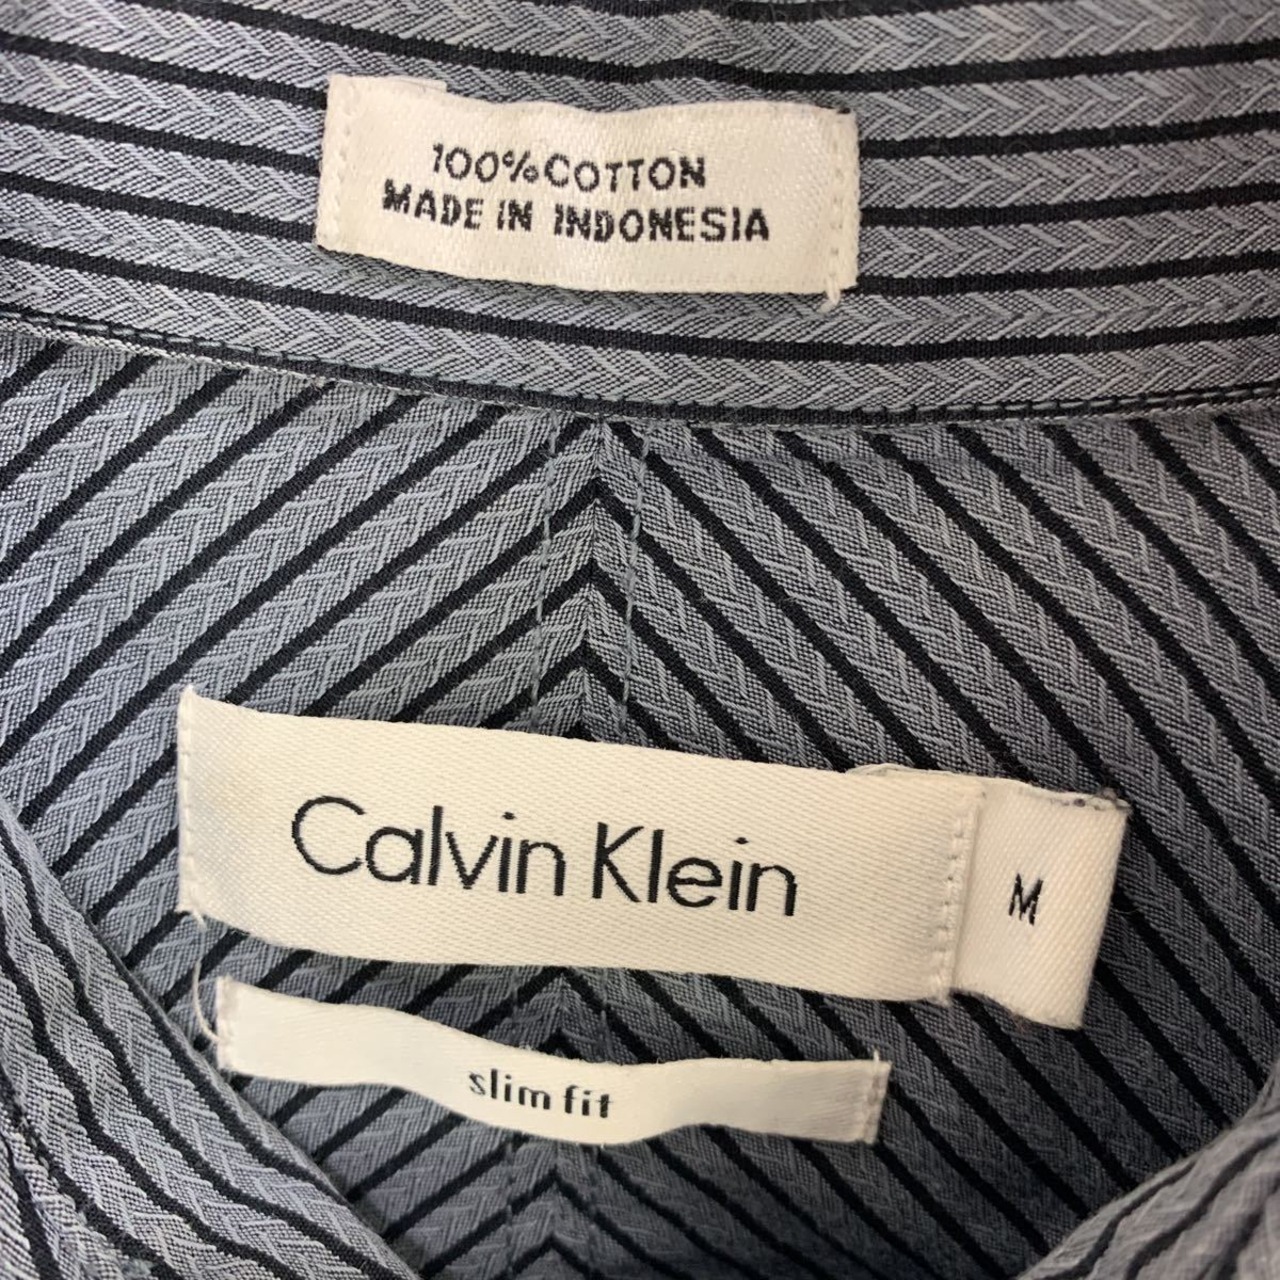 100%COTTON
MADE IN INDONESIA
Calvin Klein
M
slim fit